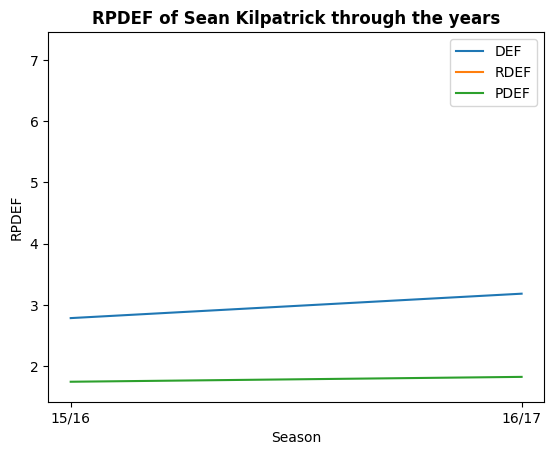 RPDEF of Sean Kilpatrick through the years
DEF
RDEF
PDEF
7
6
5
4
3
2
RPDEF
15/16
16/17
Season